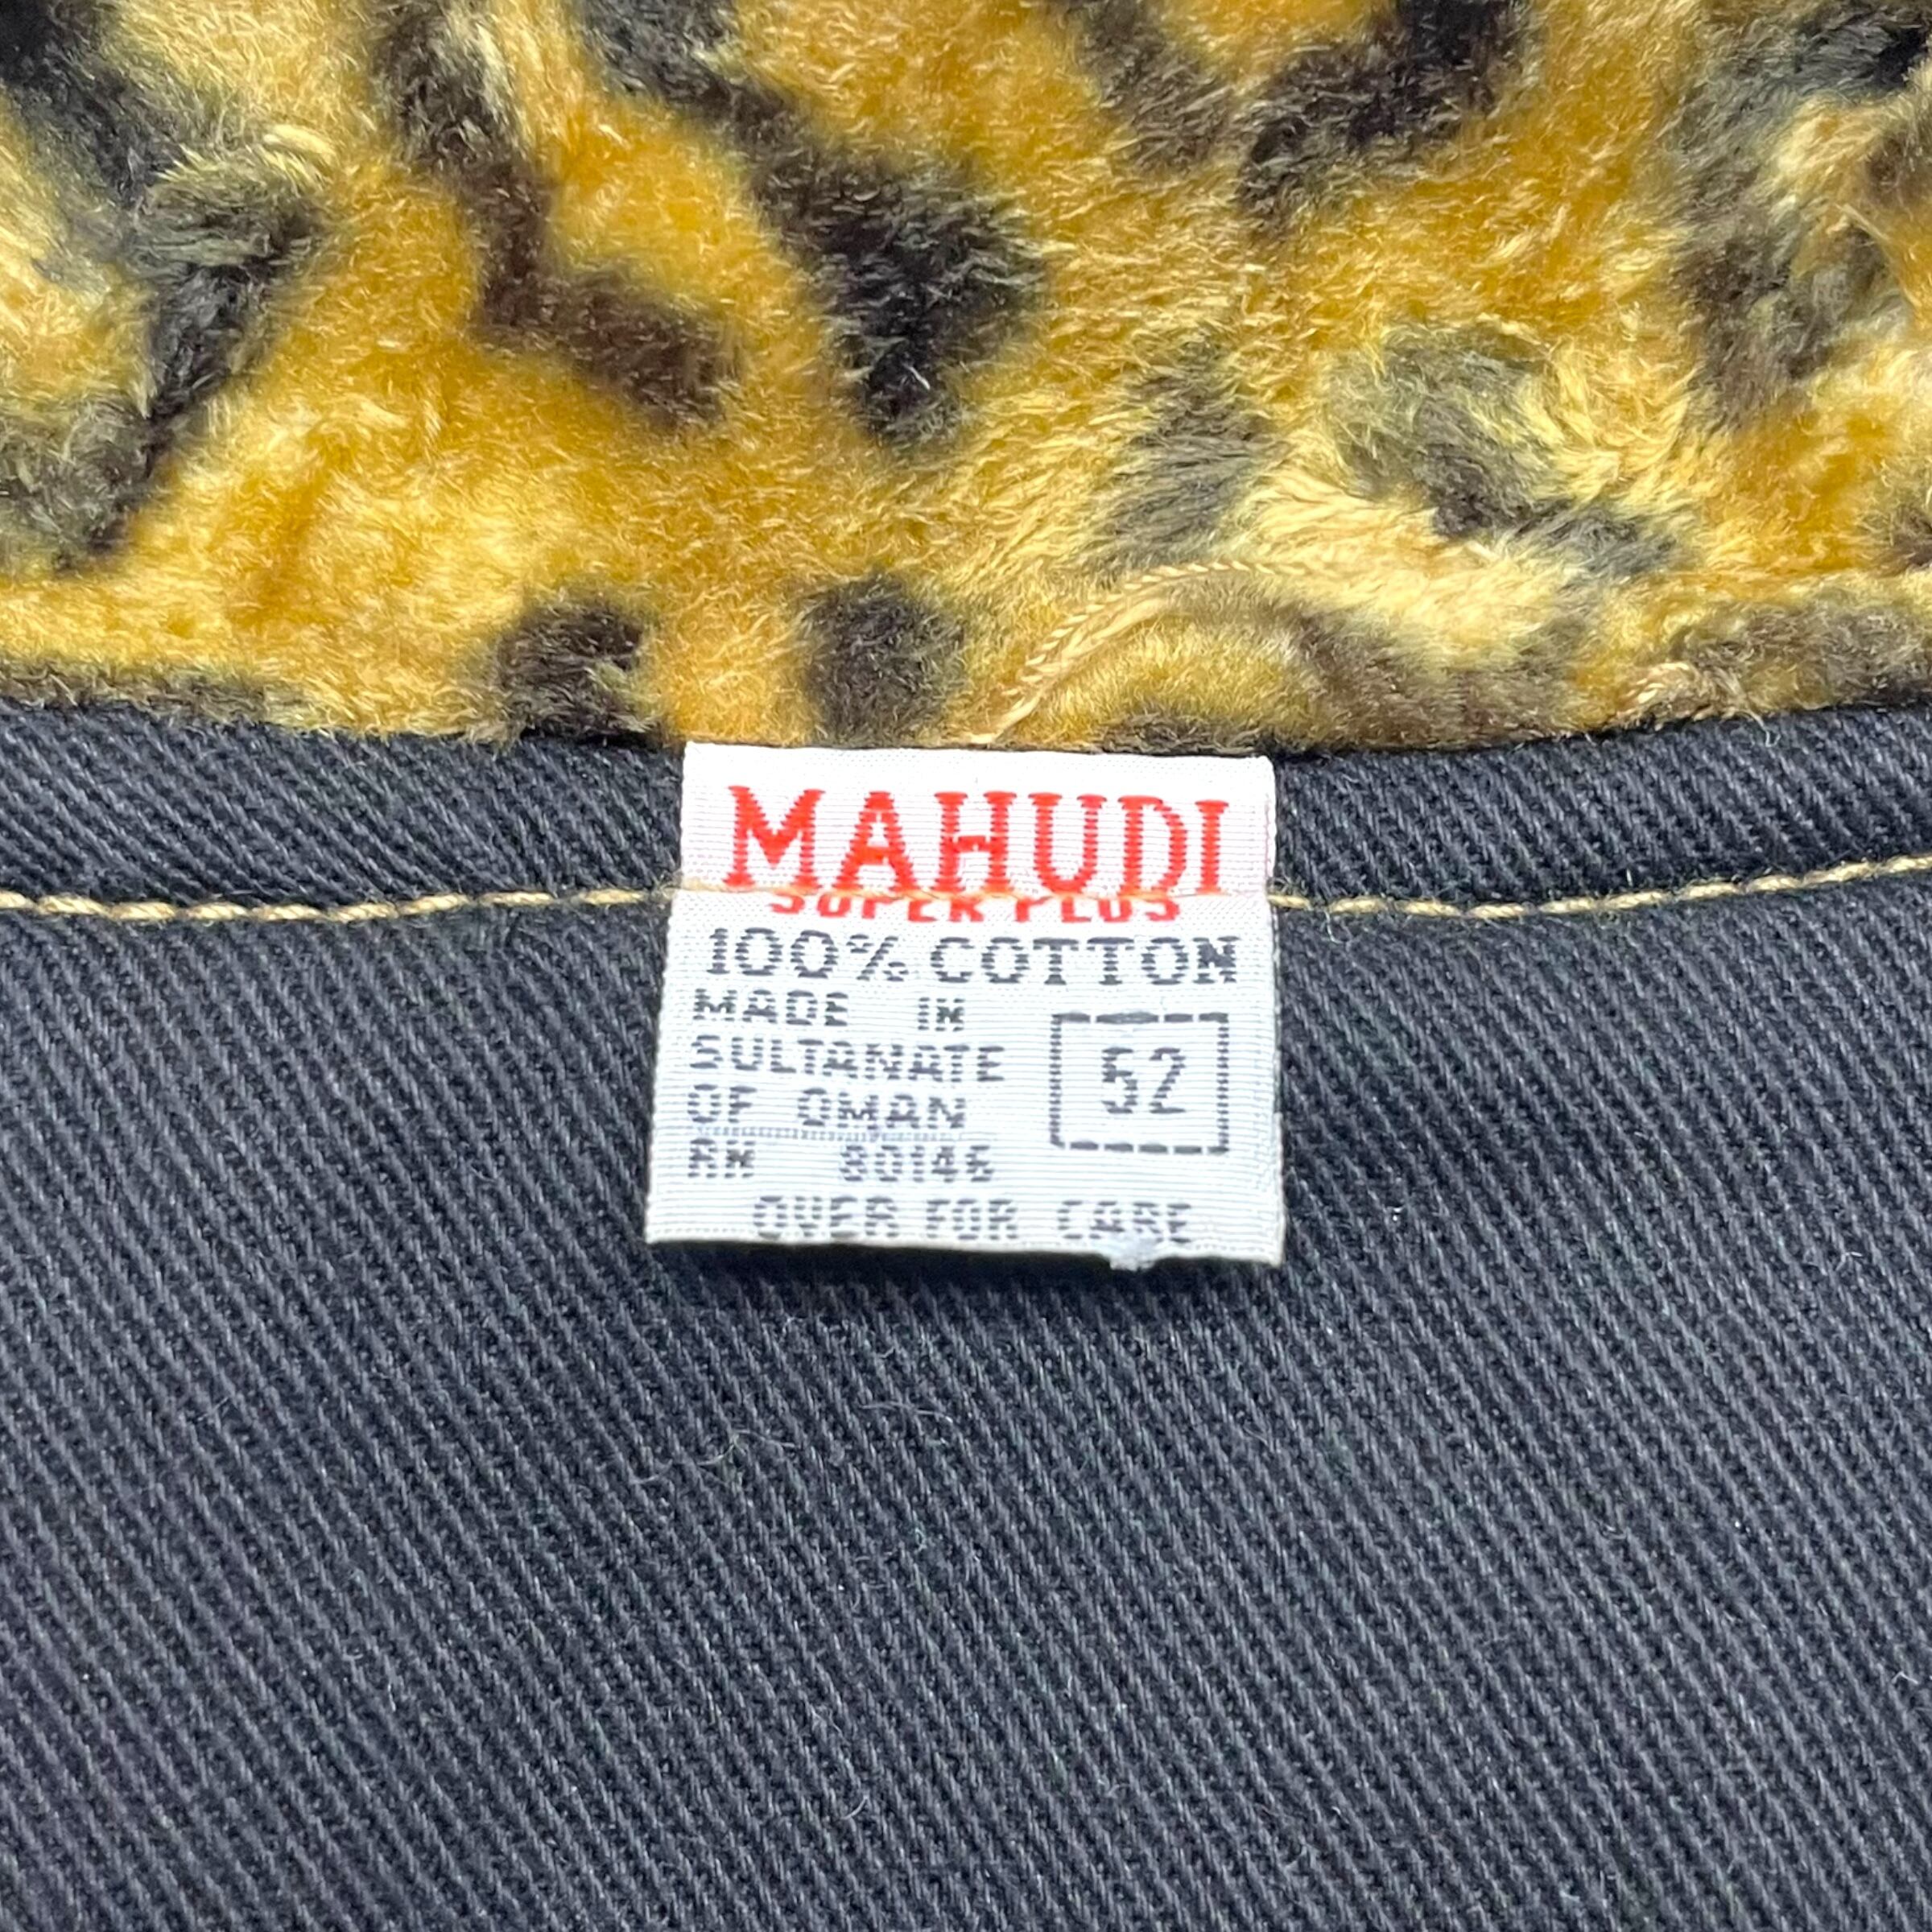 MAHUDI
SUPER PLUS
100% COTTON
MADE IN
SULTANATE
OF OMAN
52
RN 80146
OVER FOR CARE